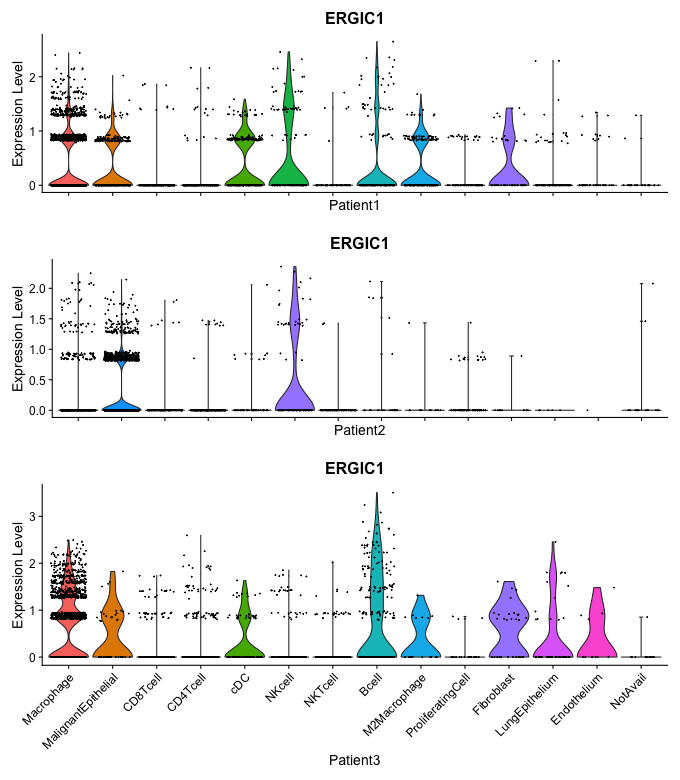 ERGIC1
Expression Level
2
1
0
Patient1
ERGIC1
Expression Level
2.0
1.5
1.0
0.5
0.0
Patient2
ERGIC1
Expression Level
3
2
1
0
Macrophage
MalignantEpithelial
CD8Tcell
CD4Tcell
cDC
NKcell
NKTcell
Bcell
M2Macrophage
ProliferatingCell
Fibroblast
LungEpithelium
Endothelium
NotAvail
Patient3